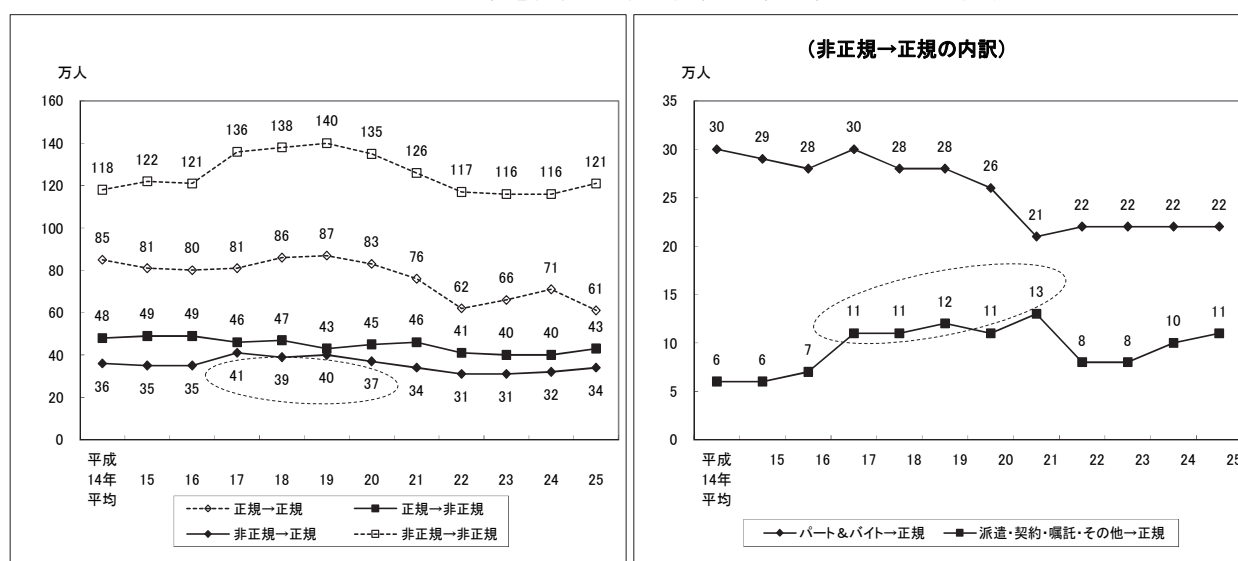 万人
160
140
120
100
80
60
40
20
0
118 122 121 136 138 140 135 126 117 116 116 121
85 81 80 81 86 87 83 76 62 66 71 61
48 49 49 46 47 43 45 46 41 40 40 43
36 35 35 41 39 40 37 34 31 31 32 34
平成
14年 15 16 17 18 19 20 21 22 23 24 25
平均
正規→正規 正規→非正規
非正規→正規 非正規→非正規
(非正規→正規の内訳)
万人
35
30
25
20
15
10
5
0
30 29 28 30 28 28 26 21 22 22 22 22
6 6 7 11 11 12 11 13 8 8 10 11
平成 15 16 17 18 19 20 21 22 23 24 25
14年
平均
パート&バイト→正規 派遣・契約・嘱託・その他→正規